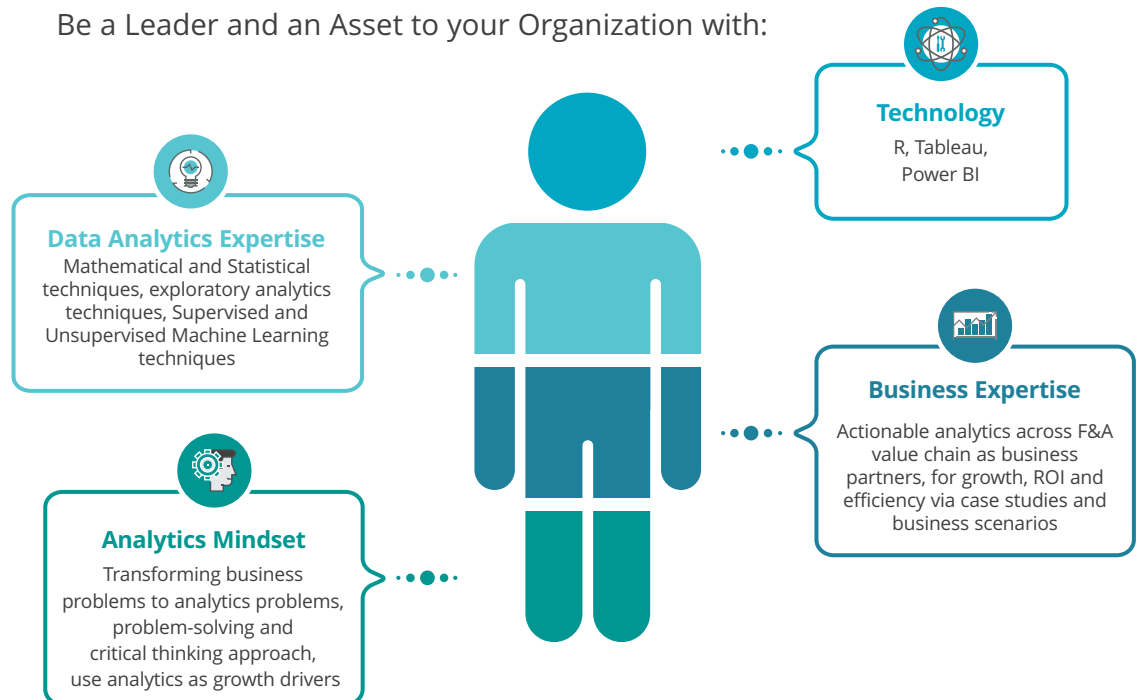 Be a Leader and an Asset to your Organization with:
Technology
R, Tableau,
Power BI
Data Analytics Expertise
Mathematical and Statistical
techniques, exploratory analytics
techniques, Supervised and
Unsupervised Machine Learning
techniques
Business Expertise
Actionable analytics across F&A
value chain as business
partners, for growth, ROI and
efficiency via case studies and
business scenarios
Analytics Mindset
Transforming business
problems to analytics problems,
problem-solving and
critical thinking approach,
use analytics as growth drivers